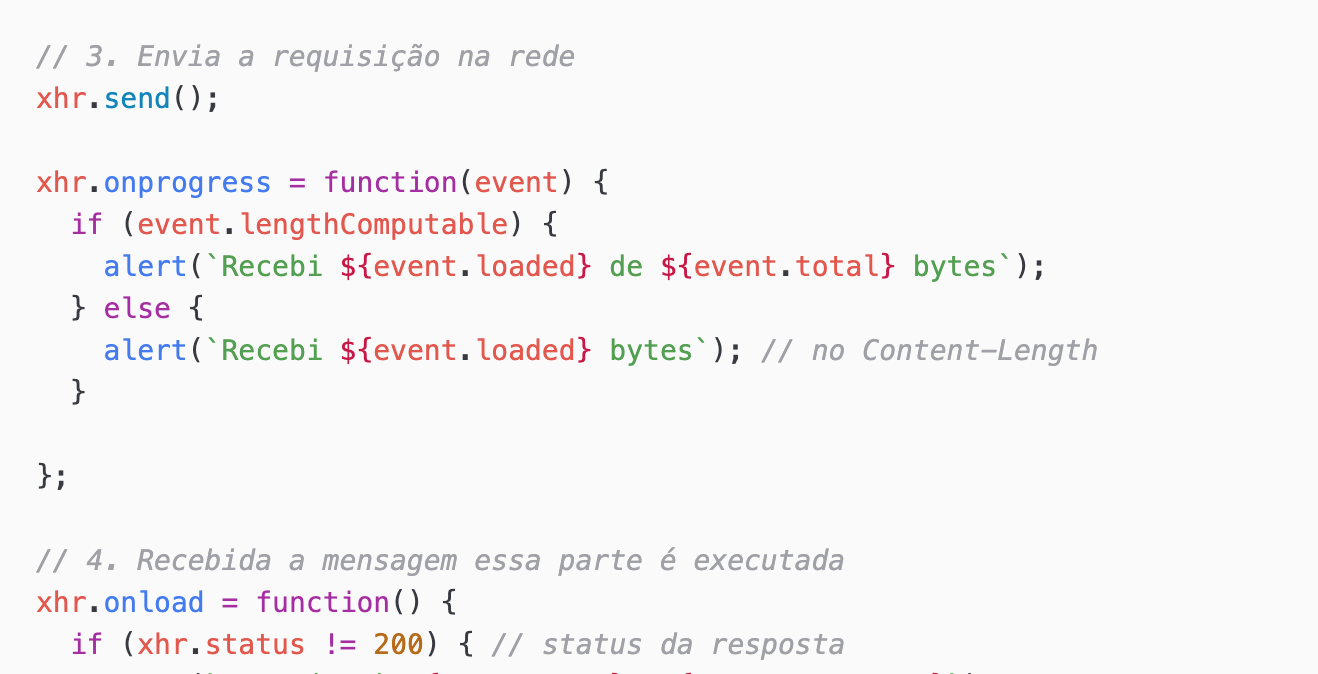 // 3. Envia a requisição na rede
xhr.send();
xhr.onprogress = function(event) {
if (event.lengthComputable) {
alert(`Recebi ${event.loaded} de ${event.total} bytes`);
} else {
alert(`Recebi ${event.loaded} bytes`); // no Content-Length
}
};
// 4. Recebida a mensagem essa parte é executada
xhr.onload = function() {
if (xhr.status != 200) { // status da resposta